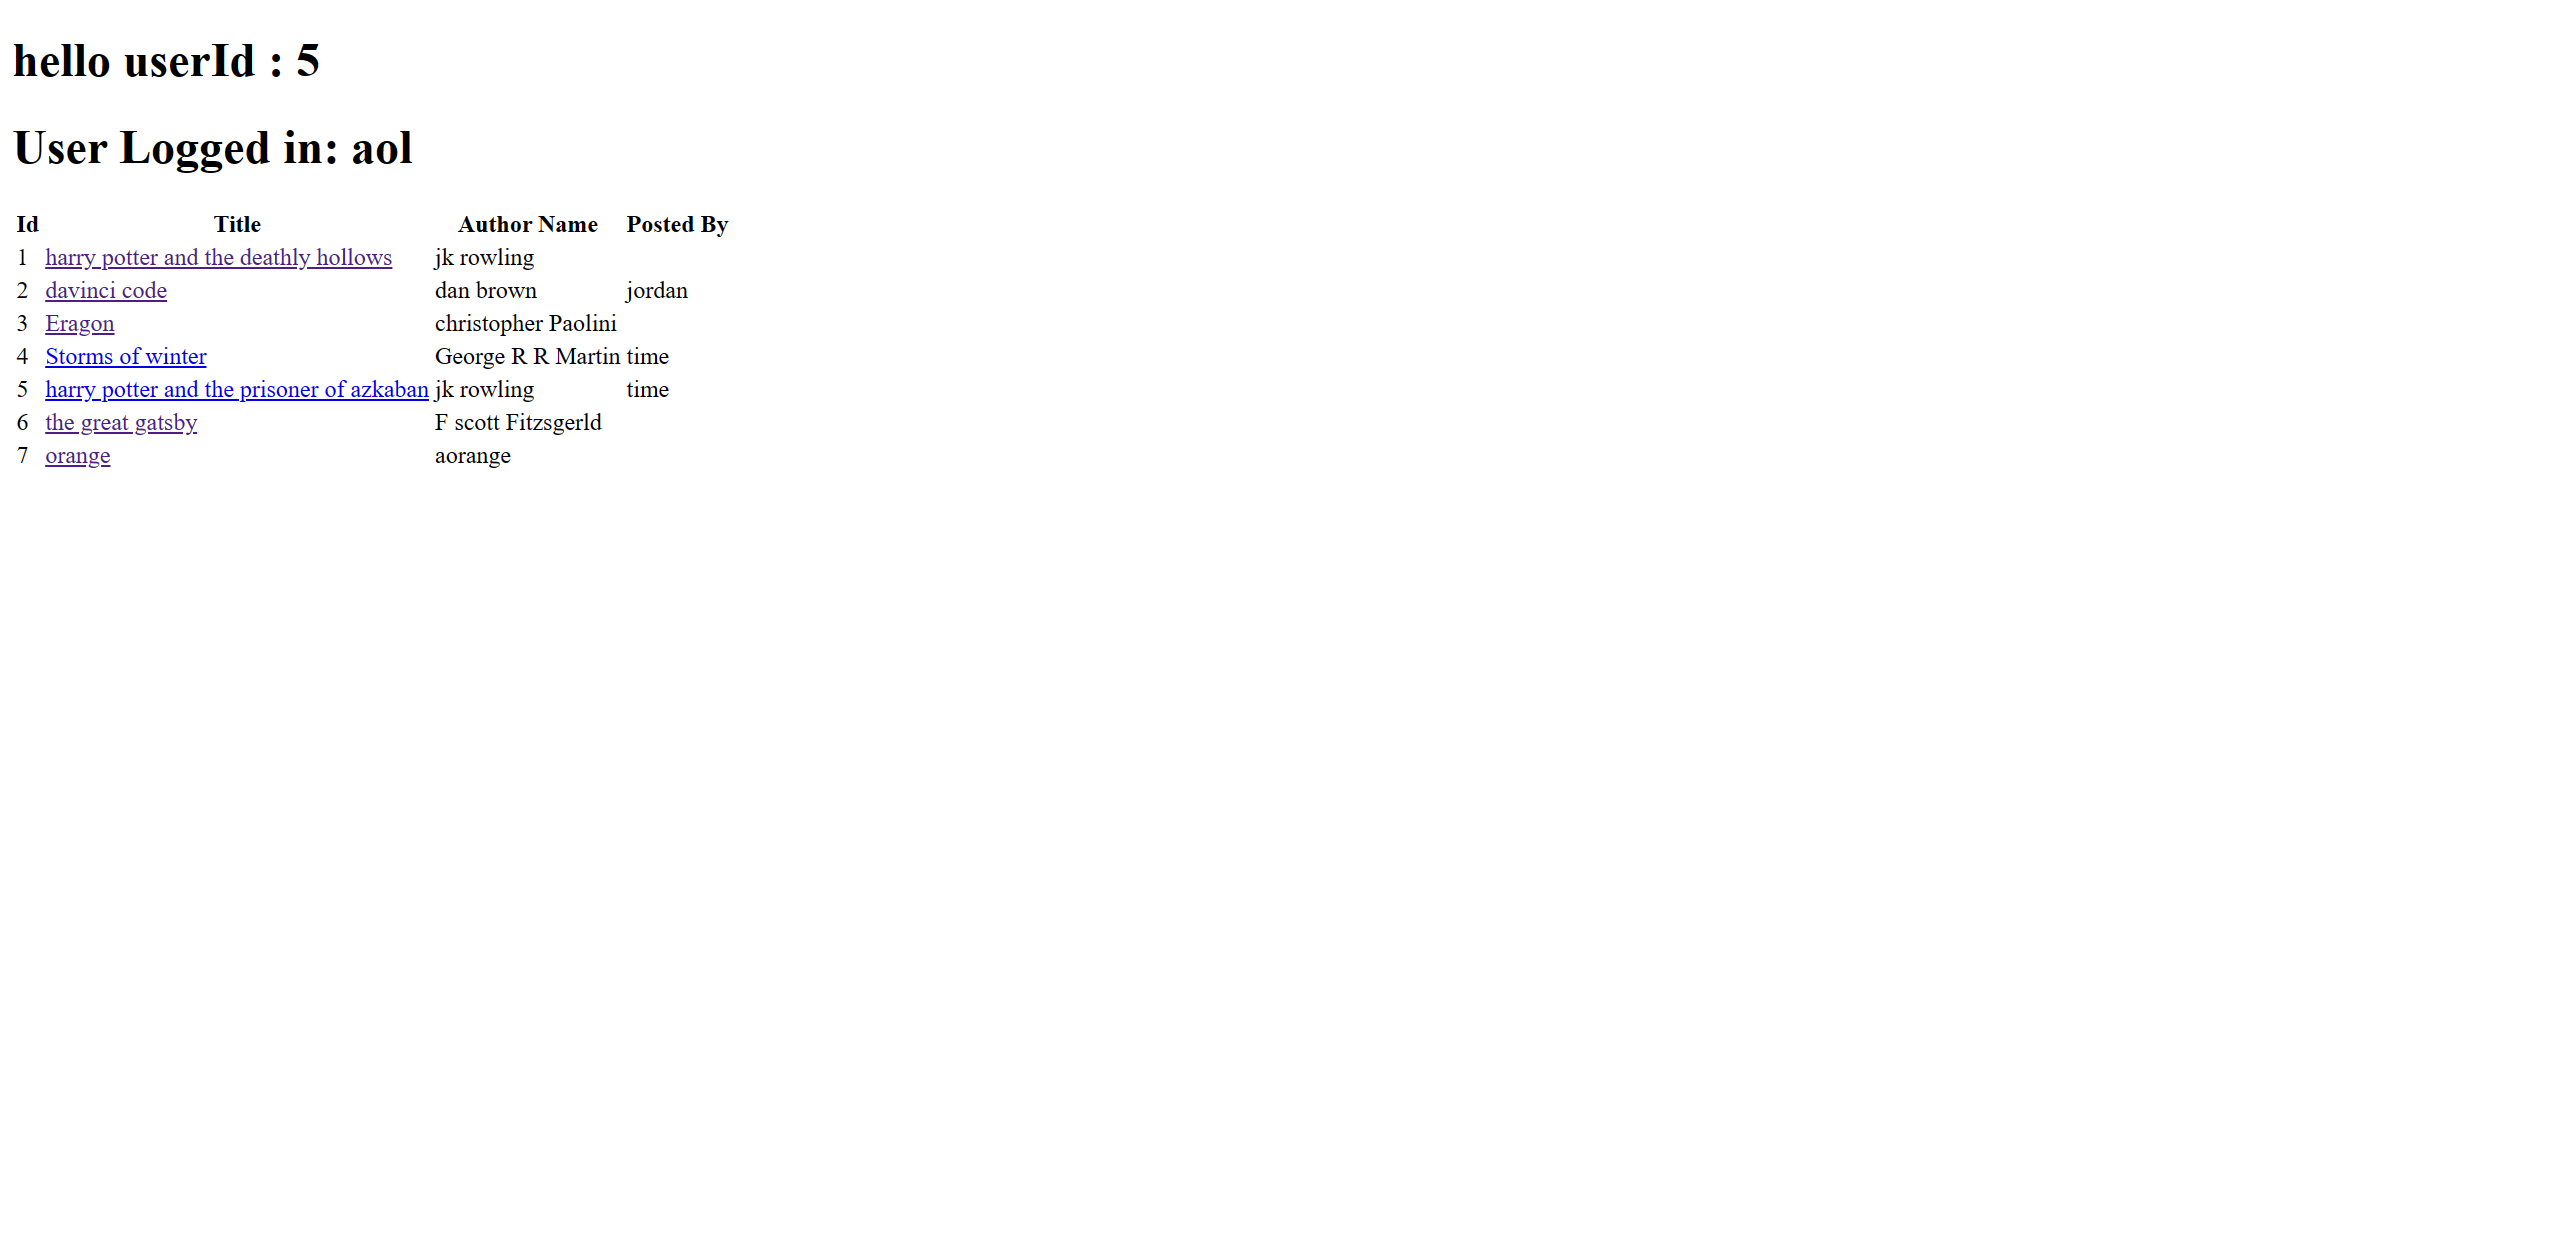 hello userId : 5
User Logged in: aol
Id Title Author Name Posted By
1 harry potter and the deathly hollows jk rowling
2 davinci code dan brown jordan
3 Eragon christopher Paolini
4 Storms of winter George R R Martin time
5 harry potter and the prisoner of azkaban jk rowling time
6 the great gatsby F scott Fitzsgerld
7 orange aorange